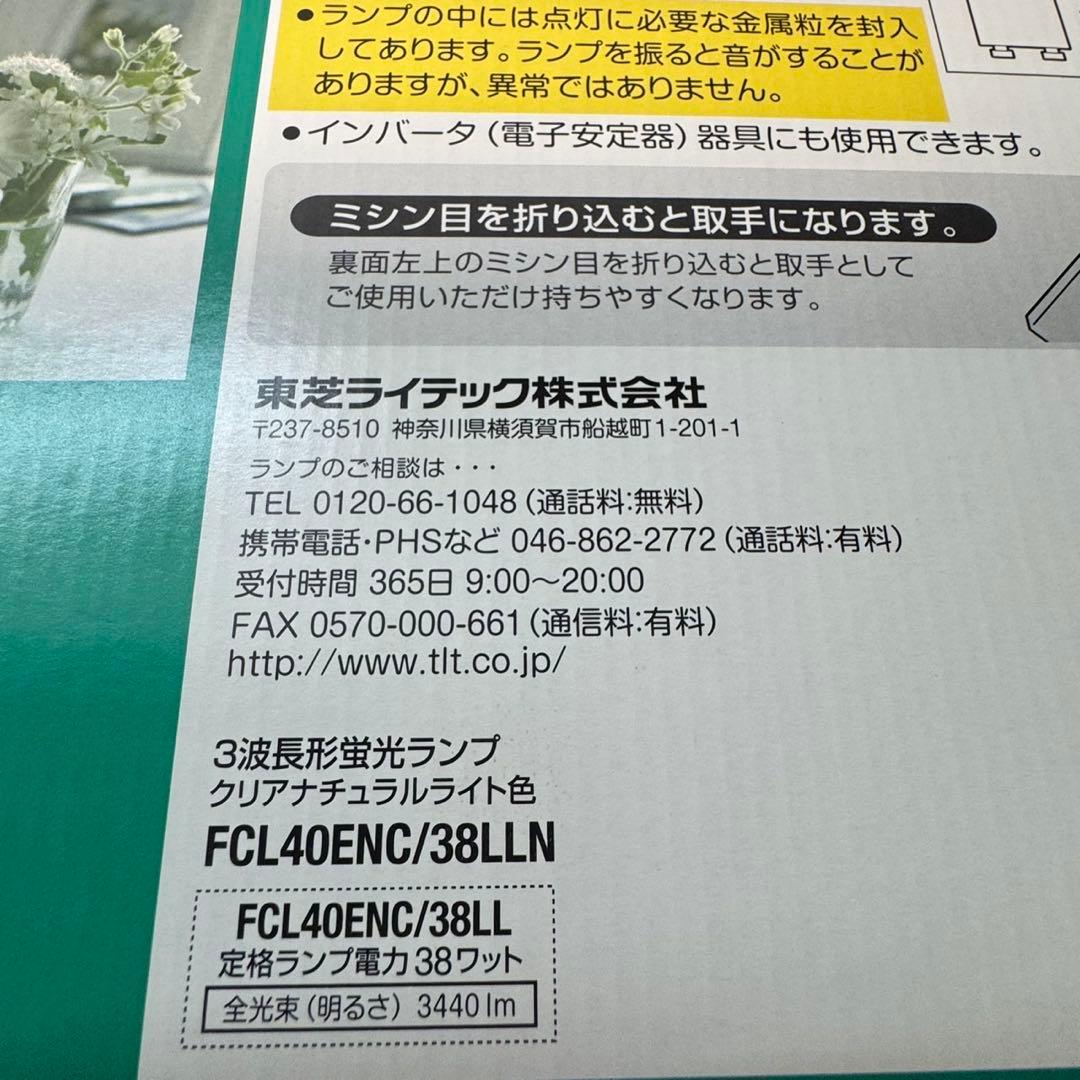 ●ランプの中には点灯に必要な金属粒を封入
してあります。ランプを振ると音がすることが
ありますが、異常ではありません。
●インバータ(電子安定器)器具にも使用できます。
ミシン目を折り込むと取手になります。
裏面左上のミシン目を折り込むと取手として
ご使用いただけ持ちやすくなります。
東芝ライテック株式会社
〒237-8510 神奈川県横須賀市船越町1-201-1
ランプのご相談は・・・
TEL 0120-66-1048(通話料:無料)
携帯電話・PHSなど 046-862-2772(通話料:有料)
受付時間 365日 9:00～20:00
FAX 0570-000-661(通信料:有料)
http://www.tlt.co.jp/
3波長形蛍光ランプ
クリアナチュラルライト色
FCL40ENC/38LLN
FCL40ENC/38LL
定格ランプ電力38ワット
全光束(明るさ) 3440 lm